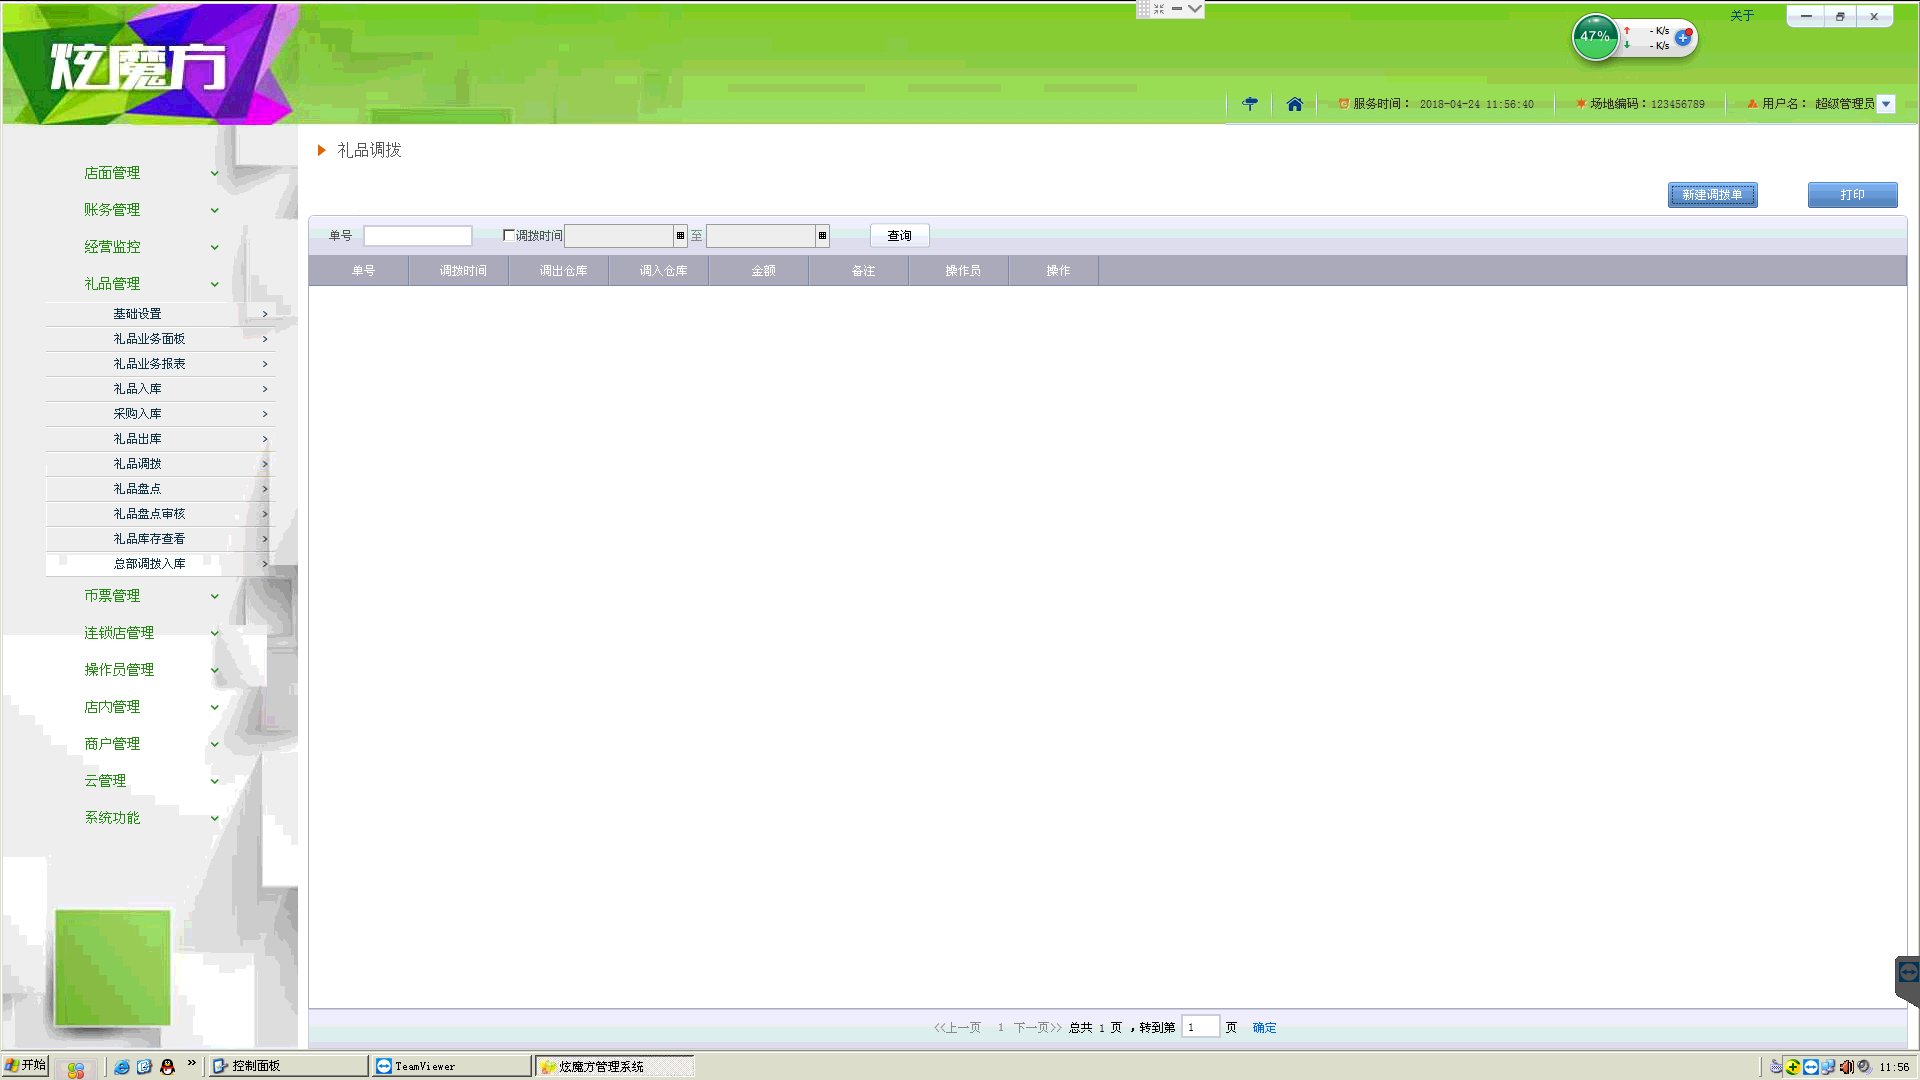 关于
47%
- K/s
- K/s
炫魔方
服务时间： 2018-04-24 11:56:40
场地编码：123456789
用户名： 超级管理员
店面管理
账务管理
经营监控
礼品管理
基础设置
礼品业务面板
礼品业务报表
礼品入库
采购入库
礼品出库
礼品调拨
礼品盘点
礼品盘点审核
礼品库存查看
总部调拨入库
币票管理
连锁店管理
操作员管理
店内管理
商户管理
云管理
系统功能
礼品调拨
新建调拨单 打印
单号 调拨时间 至 查询
单号 调拨时间 调出仓库 调入仓库 金额 备注 操作员 操作
<<上一页 1 下一页>> 总共 1 页 ，转到第 1 页 确定
开始 控制面板 TeamViewer 炫魔方管理系统 11:56